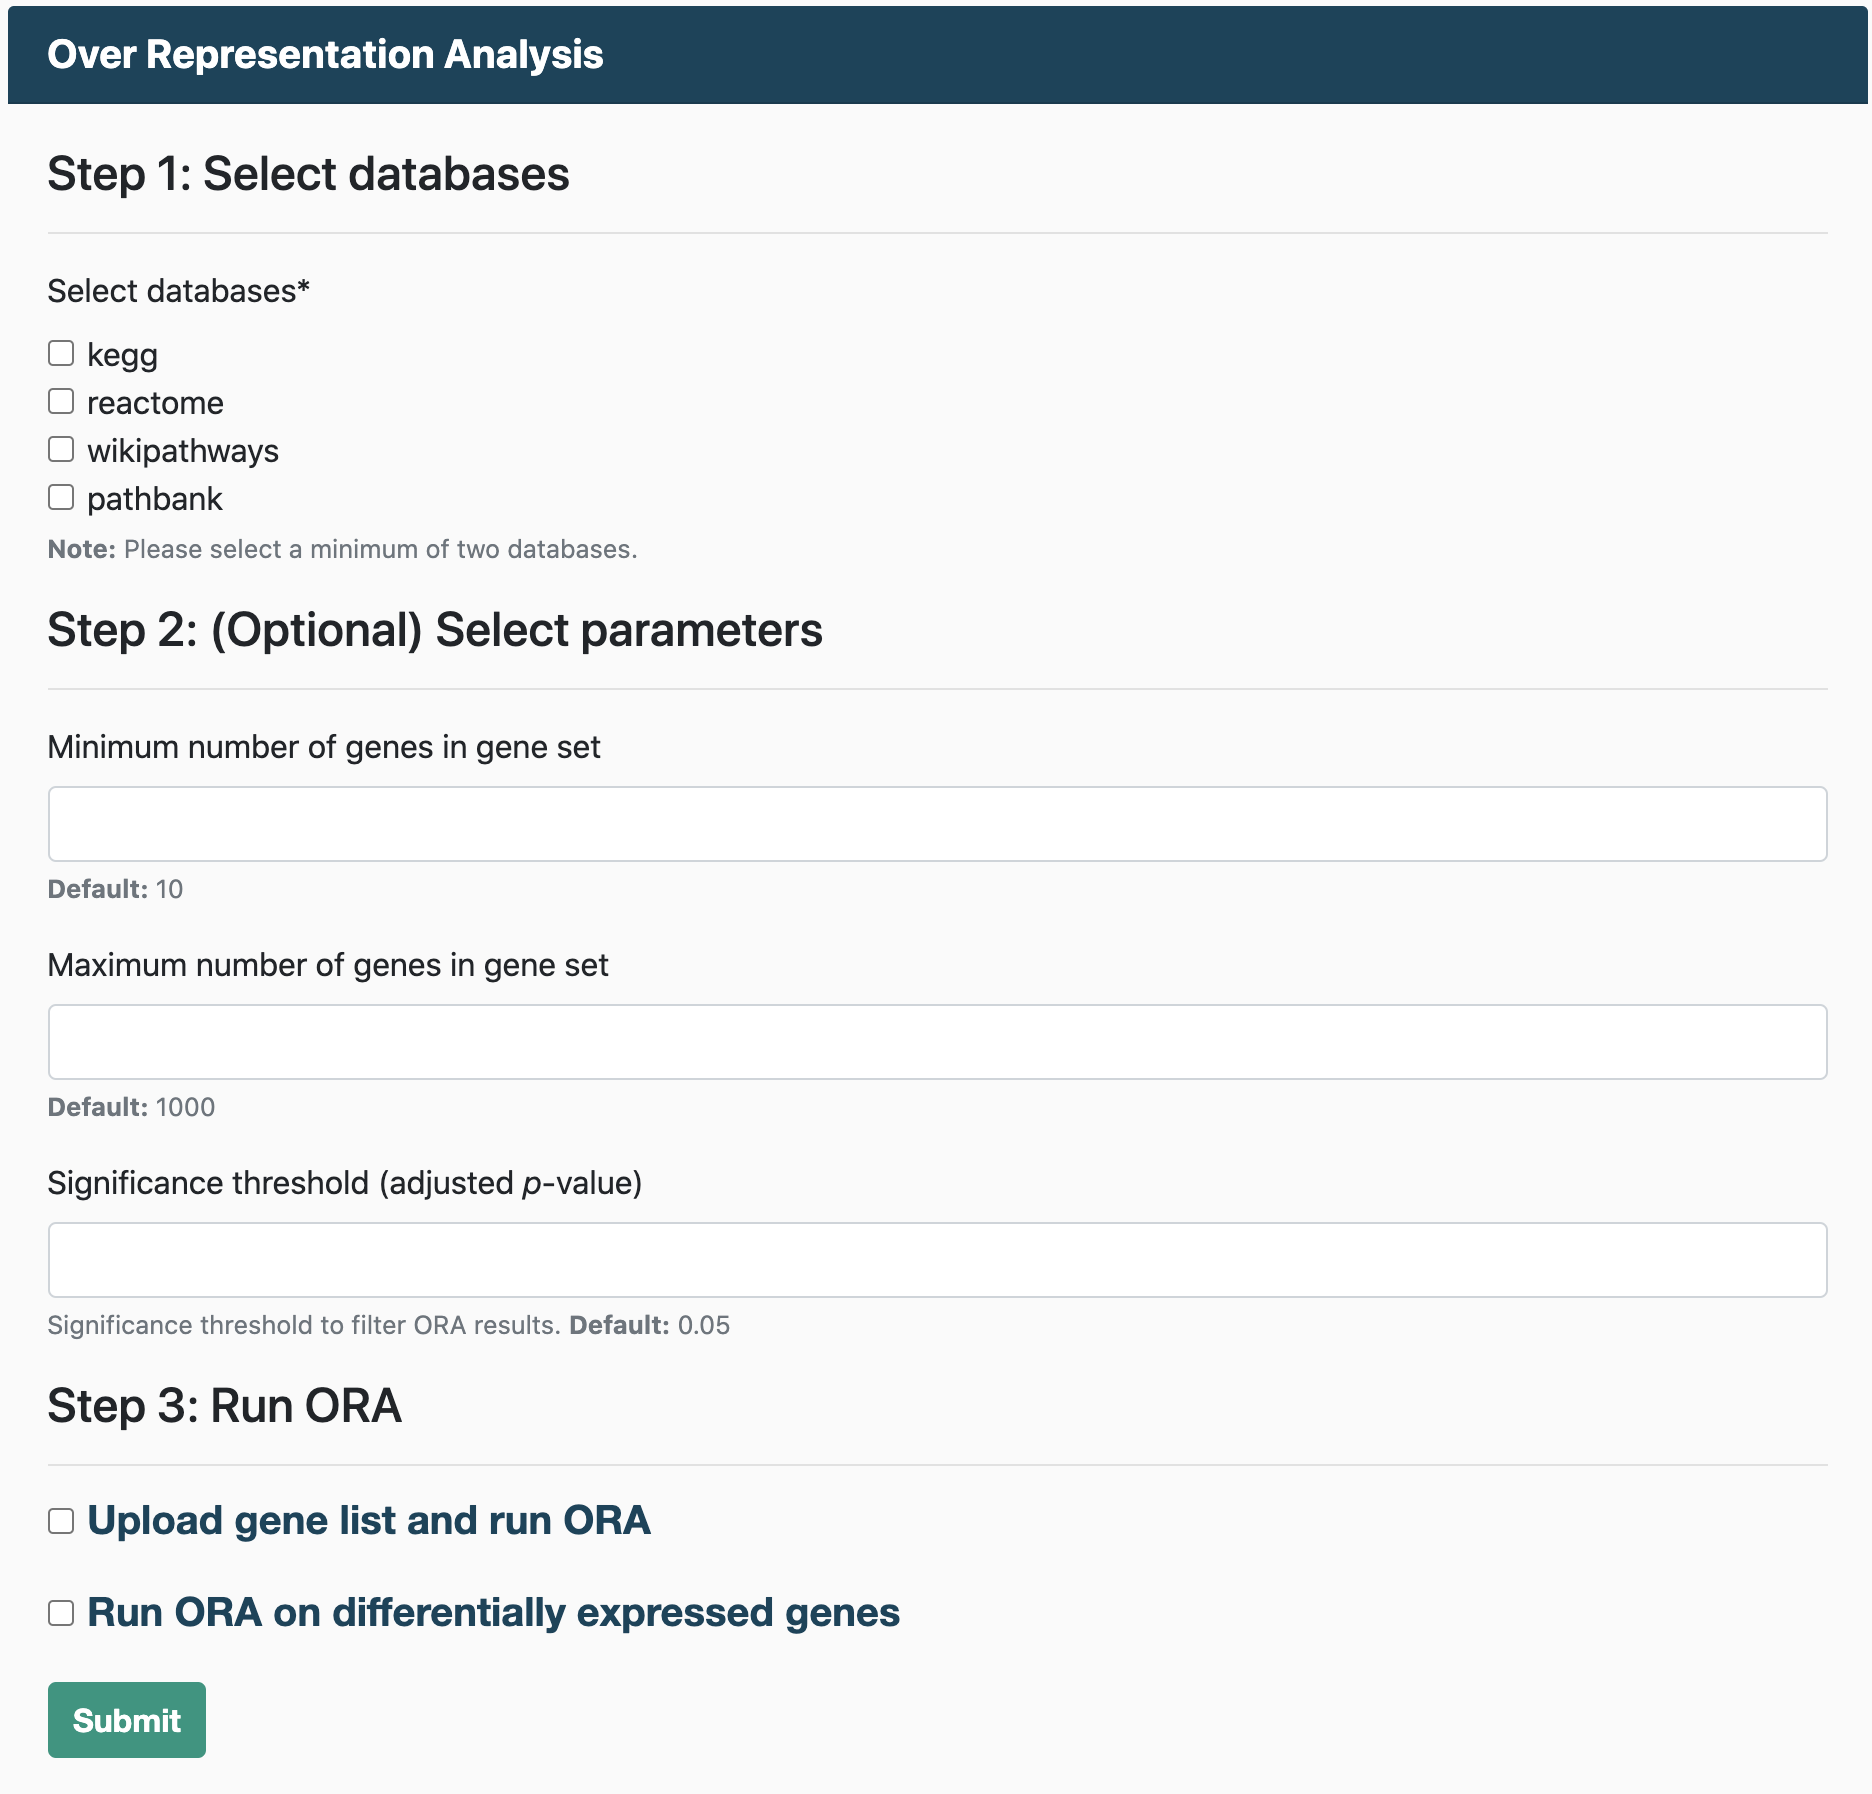 Over Representation Analysis
Step 1: Select databases
Select databases*
kegg
reactome
wikipathways
pathbank
Note: Please select a minimum of two databases.
Step 2: (Optional) Select parameters
Minimum number of genes in gene set
Default: 10
Maximum number of genes in gene set
Default: 1000
Significance threshold (adjusted p-value)
Significance threshold to filter ORA results. Default: 0.05
Step 3: Run ORA
Upload gene list and run ORA
Run ORA on differentially expressed genes
Submit